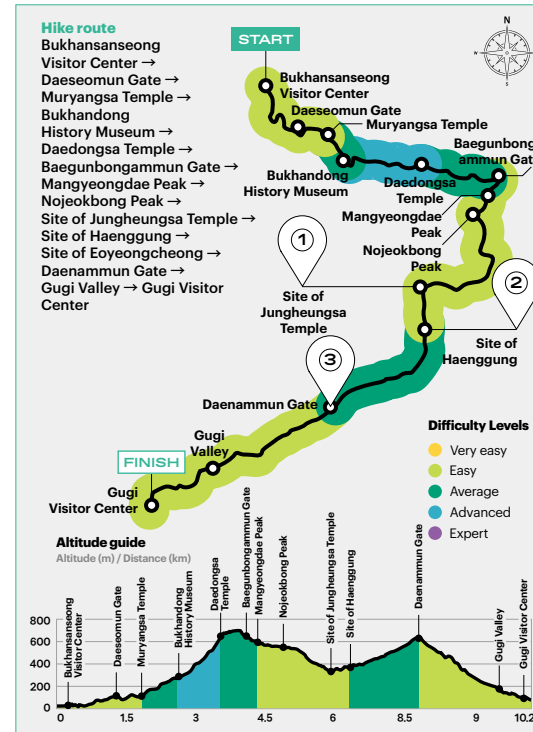 Hike route
Bukhansanseong
Visitor Center →
Daeseomun Gate →
Muryangsa Temple →
Bukhandong
History Museum →
Daedongsa Temple →
Baegunbongammun Gate →
Mangyeongdae Peak →
Nojeokbong Peak →
Site of Jungheungsa Temple →
Site of Haenggung →
Site of Eoyeongcheong →
Daenammun Gate →
Gugi Valley → Gugi Visitor
Center
START
N
W
S
Bukhansanseong
Visitor Center
Daeseomun Gate
Muryangsa Temple
Baegunbong
ammun Gat
Bukhandong
History Museum
Daedongsa
Temple
Mangyeongdae
Peak
Nojeokbong
Peak
1
Site of
Jungheungsa
Temple
2
Site of
Haenggung
3
Daenammun Gate
Gugi
Valley
FINISH
Gugi
Visitor Center
Difficulty Levels
Very easy
Easy
Average
Advanced
Expert
Altitude guide
Altitude (m) / Distance (km)
800
600
400
200
0
Bukhansanseong
Visitor Center
Daeseomun Gate
Muryangsa Temple
Bukhandong
History Museum
Daedongsa
Temple
Baegunbongammun Gate
Mangyeongdae Peak
Nojeokbong Peak
Site of Jungheungsa Temple
Site of Haenggung
Daenammun Gate
Gugi Valley
Gugi Visitor Center
0 1.5 3 4.5 6 8.5 9 10.2